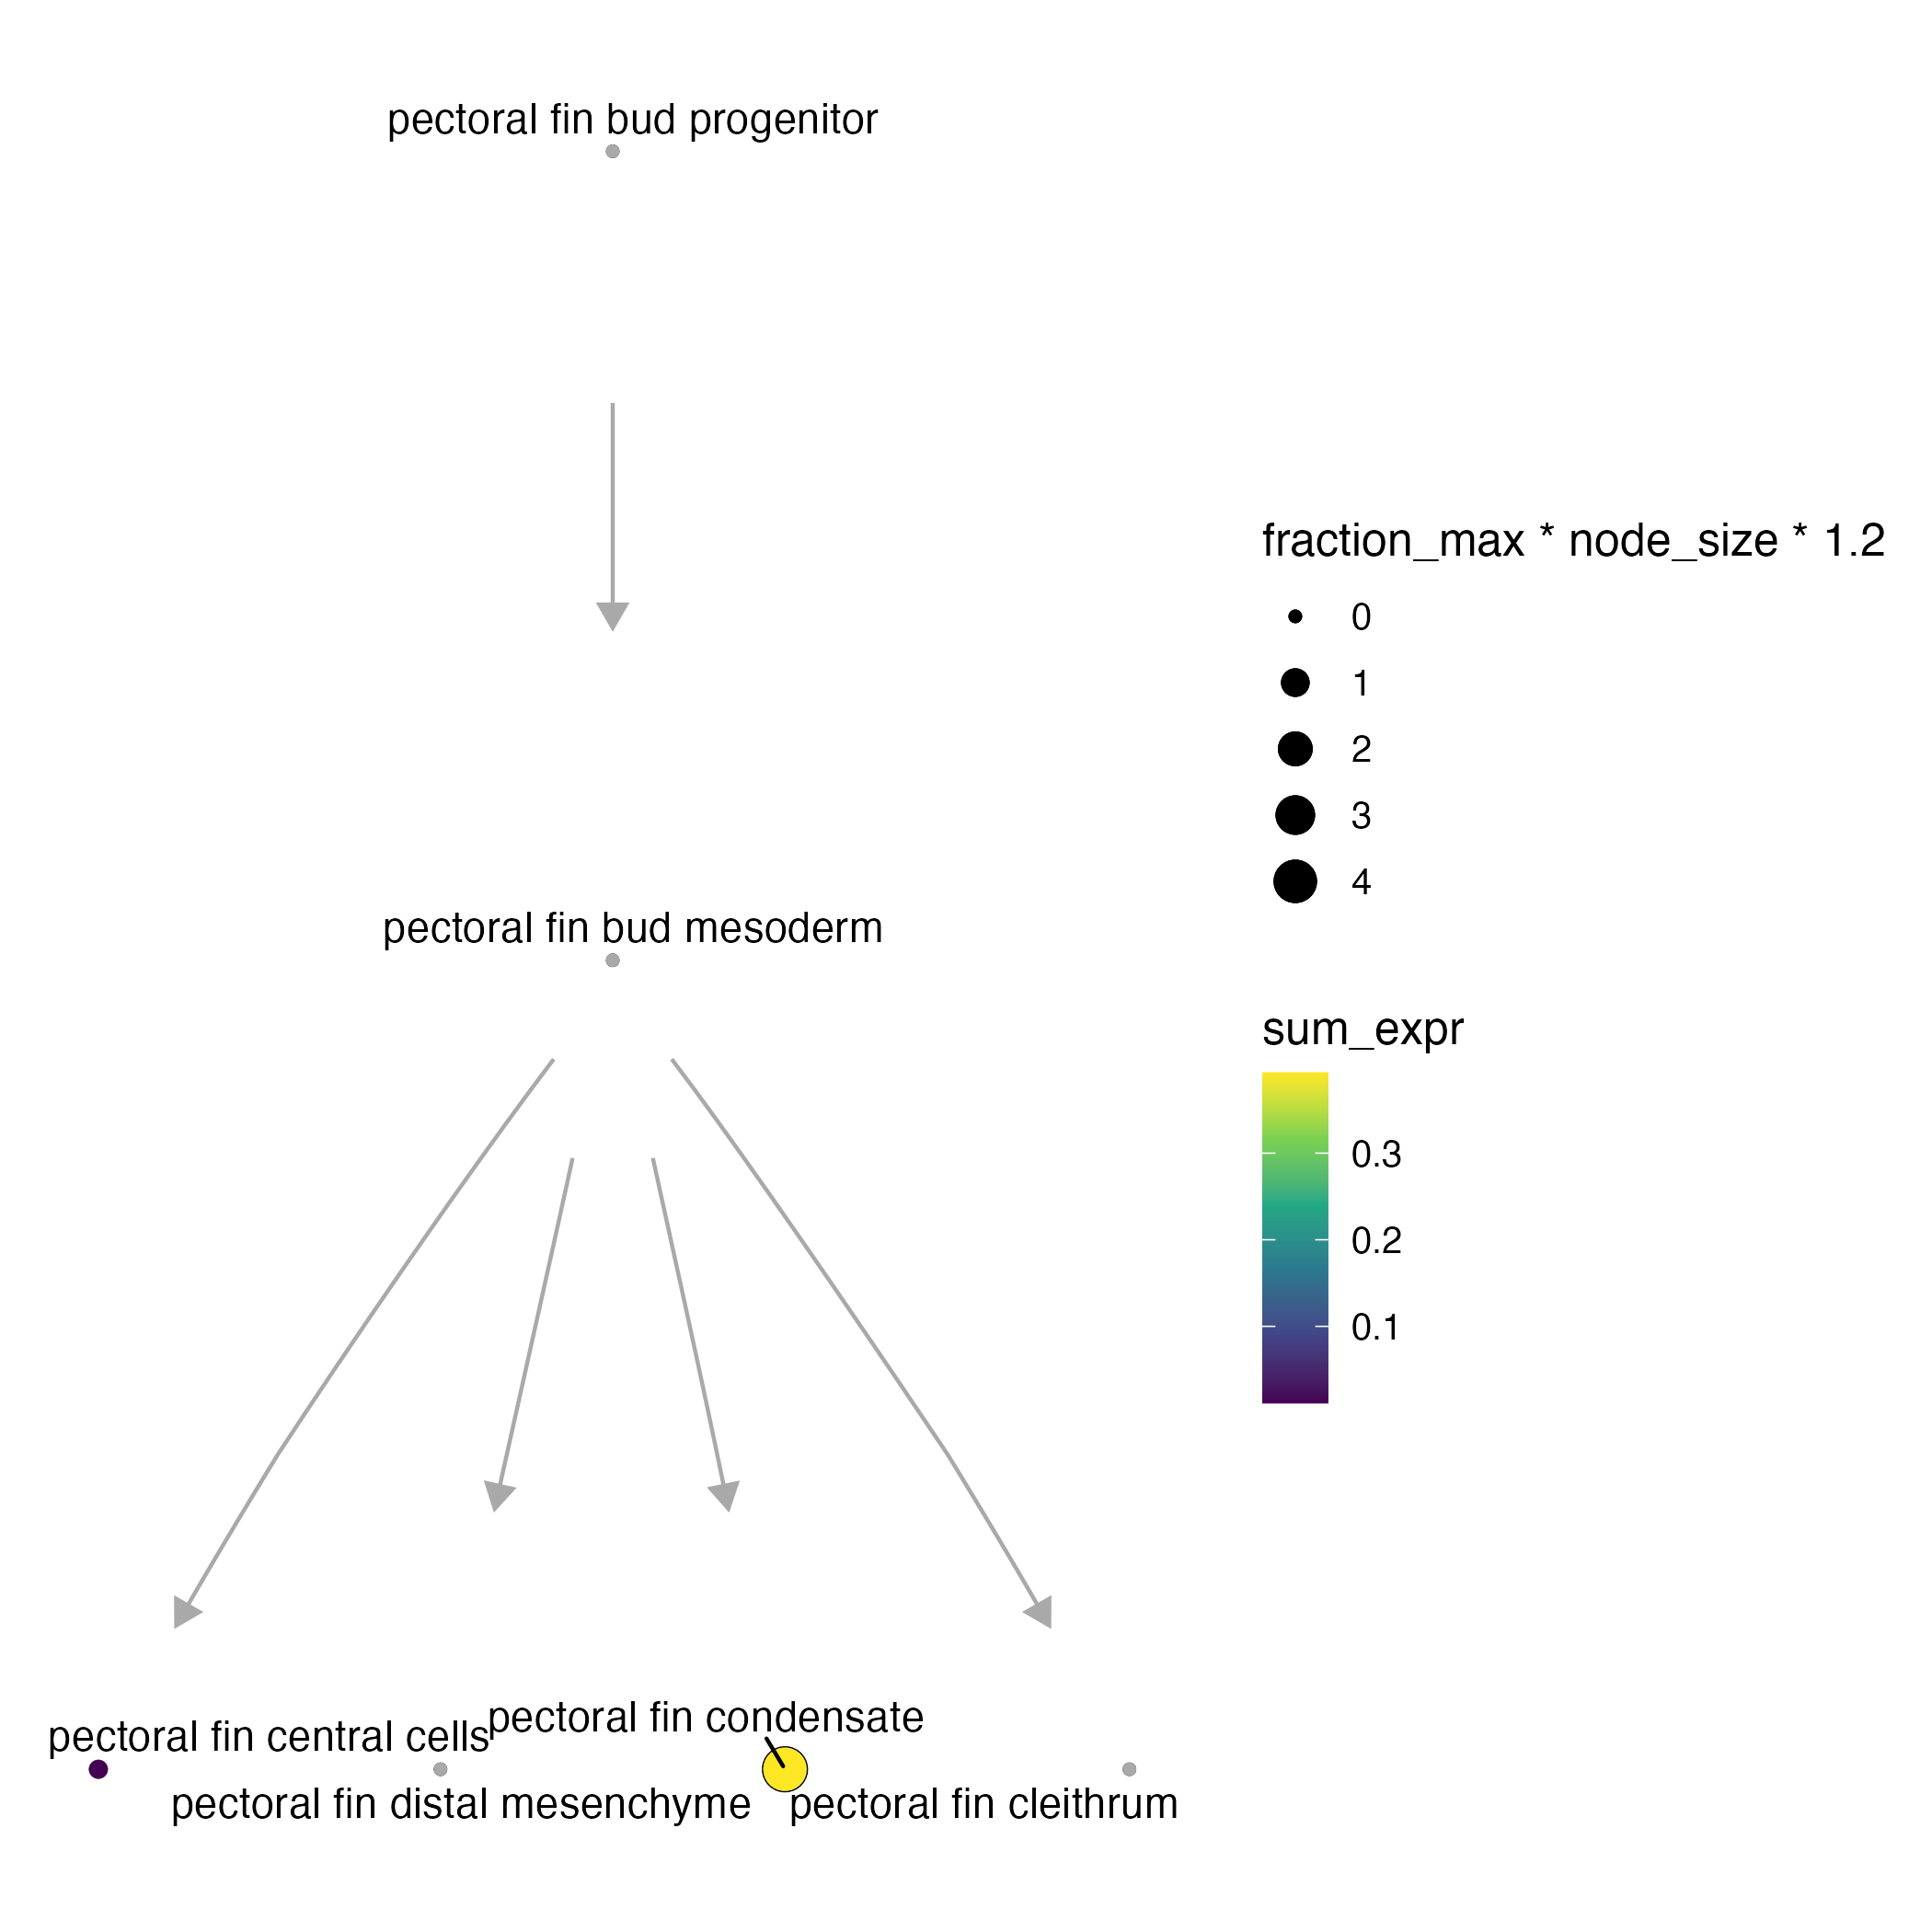 pectoral fin bud progenitor
fraction_max * node_size * 1.2
0
1
2
3
4
pectoral fin bud mesoderm
sum_expr
0.3
0.2
0.1
pectoral fin condensate
pectoral fin central cells
pectoral fin distal mesenchyme
pectoral fin cleithrum